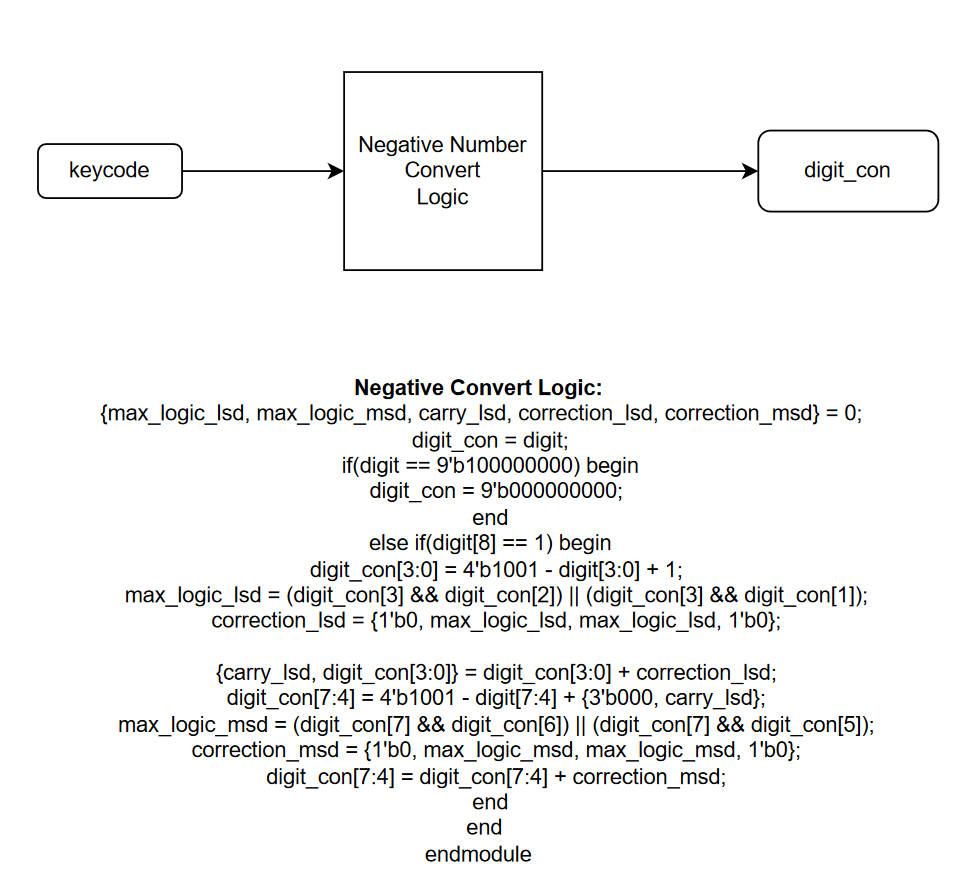 keycode
Negative Number
Convert
Logic
digit_con
Negative Convert Logic:
{max_logic_lsd, max_logic_msd, carry_lsd, correction_lsd, correction_msd} = 0;
digit_con = digit;
if(digit == 9'b100000000) begin
digit_con = 9'b000000000;
end
else if(digit[8] == 1) begin
digit_con[3:0] = 4'b1001 - digit[3:0] + 1;
max_logic_lsd = (digit_con[3] && digit_con[2]) || (digit_con[3] && digit_con[1]);
correction_lsd = {1'b0, max_logic_lsd, max_logic_lsd, 1'b0};
{carry_lsd, digit_con[3:0]} = digit_con[3:0] + correction_lsd;
digit_con[7:4] = 4'b1001 - digit[7:4] + {3'b000, carry_lsd};
max_logic_msd = (digit_con[7] && digit_con[6]) || (digit_con[7] && digit_con[5]);
correction_msd = {1'b0, max_logic_msd, max_logic_msd, 1'b0};
digit_con[7:4] = digit_con[7:4] + correction_msd;
end
end
endmodule